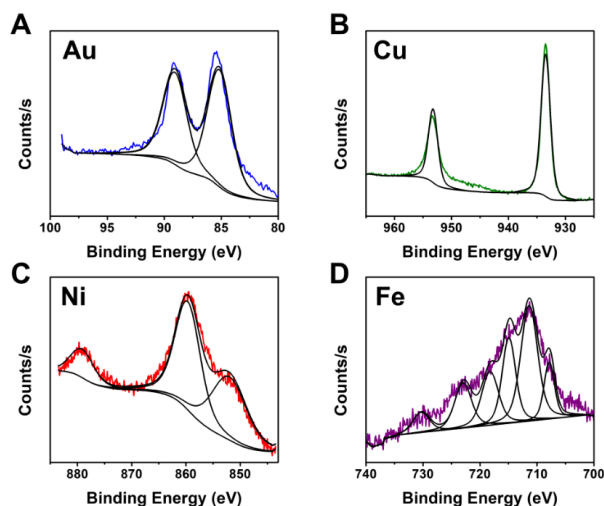 A
Au
Counts/s
100 95 90 85 80
Binding Energy (eV)
B
Cu
Counts/s
960 950 940 930
Binding Energy (eV)
C
Ni
Counts/s
880 870 860 850
Binding Energy (eV)
D
Fe
Counts/s
740 730 720 710 700
Binding Energy (eV)